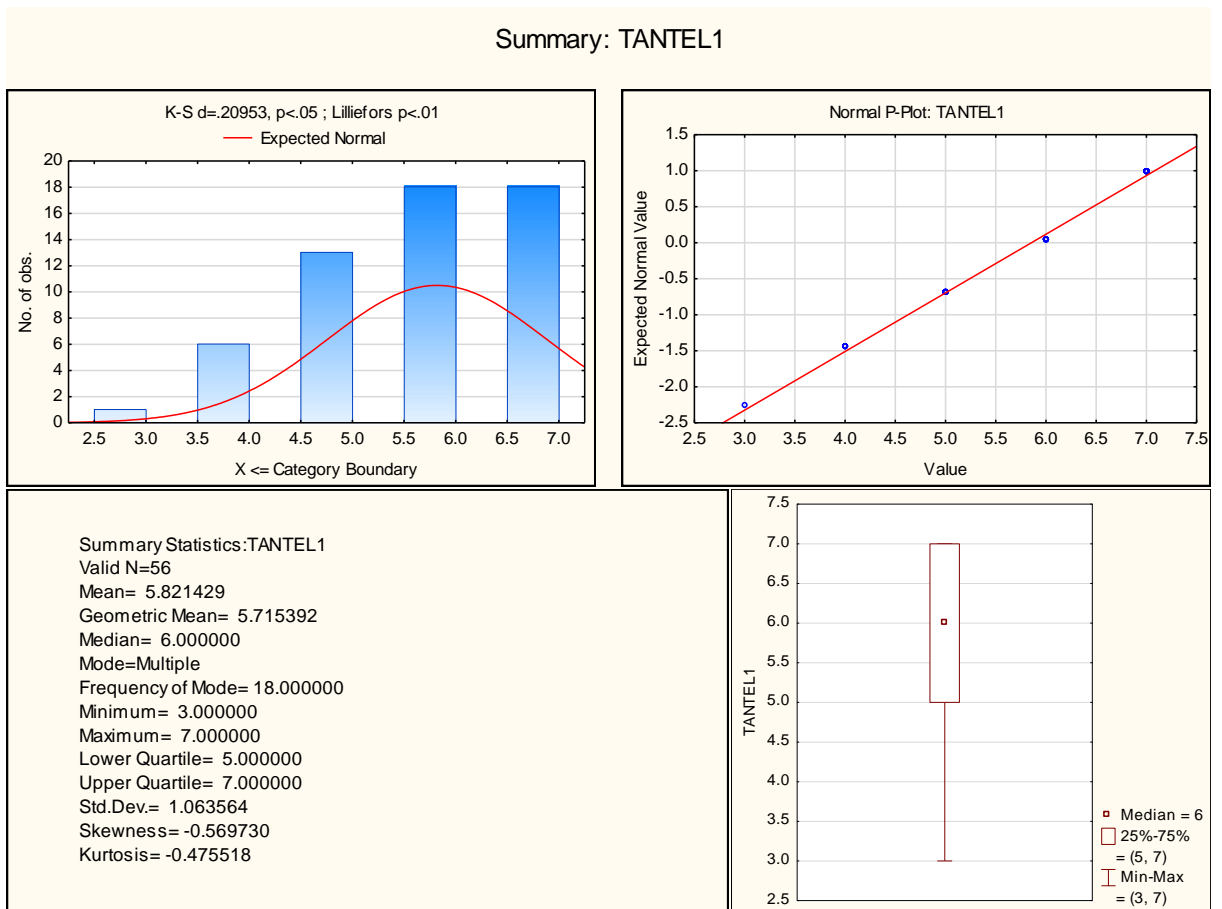 Summary: TANTEL1
K-S d=.20953, p<.05 ; Lilliefors p<.01
Expected Normal
20
18
16
14
12
10
8
6
4
2
0
No. of obs.
2.5 3.0 3.5 4.0 4.5 5.0 5.5 6.0 6.5 7.0
X <= Category Boundary
Normal P-Plot: TANTEL1
1.5
1.0
0.5
0.0
-0.5
-1.0
-1.5
-2.0
-2.5
Expected Normal Value
2.5 3.0 3.5 4.0 4.5 5.0 5.5 6.0 6.5 7.0 7.5
Value
Summary Statistics:TANTEL1
Valid N=56
Mean= 5.821429
Geometric Mean= 5.715392
Median= 6.000000
Mode=Multiple
Frequency of Mode= 18.000000
Minimum= 3.000000
Maximum= 7.000000
Lower Quartile= 5.000000
Upper Quartile= 7.000000
Std.Dev.= 1.063564
Skewness= -0.569730
Kurtosis= -0.475518
7.5
7.0
6.5
6.0
5.5
5.0
4.5
4.0
3.5
3.0
2.5
TANTEL1
Median = 6
25%-75%
= (5, 7)
Min-Max
= (3, 7)